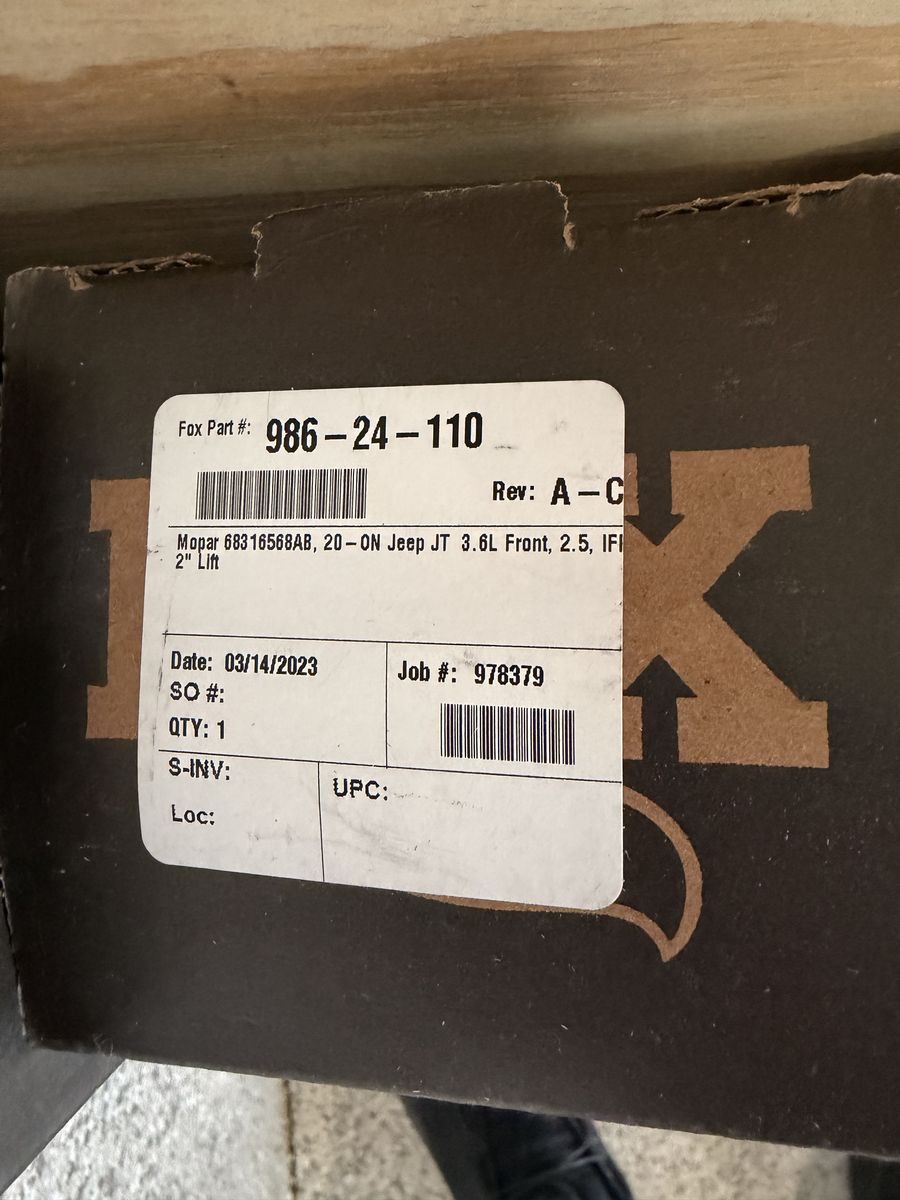 Fox Part #: 986-24-110
Rev: A-C
Mopar 68316568AB, 20-ON Jeep JT 3.6L Front, 2.5, IF
2" Lift
Date: 03/14/2023
Job #: 978379
SO #:
QTY: 1
S-INV:
UPC:
Loc: